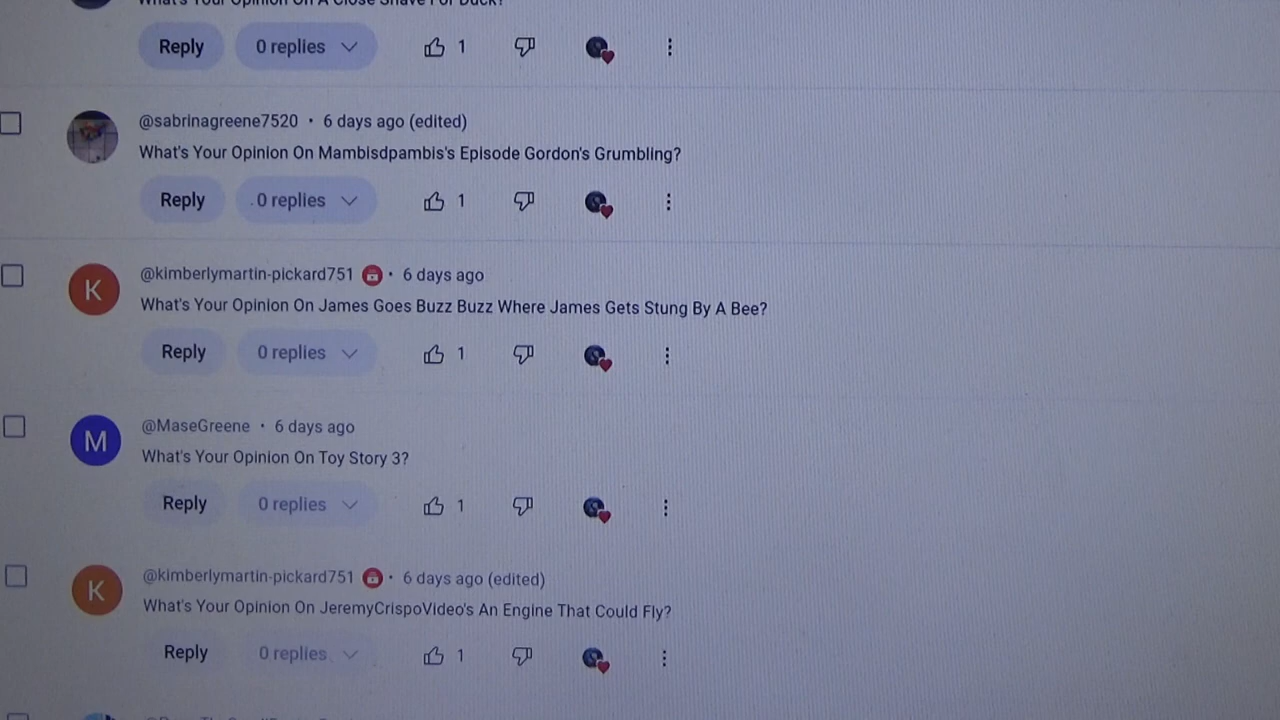 What's Your Opinion On A Close Shave For Duck?
Reply 0 replies 1
@sabrinagreene7520 • 6 days ago (edited)
What's Your Opinion On Mambisdpambis's Episode Gordon's Grumbling?
Reply 0 replies 1
@kimberlymartin-pickard751 • 6 days ago
What's Your Opinion On James Goes Buzz Buzz Where James Gets Stung By A Bee?
Reply 0 replies 1
K
@MaseGreene • 6 days ago
What's Your Opinion On Toy Story 3?
Reply 0 replies 1
M
@kimberlymartin-pickard751 • 6 days ago (edited)
What's Your Opinion On JeremyCrispoVideo's An Engine That Could Fly?
Reply 0 replies 1
K